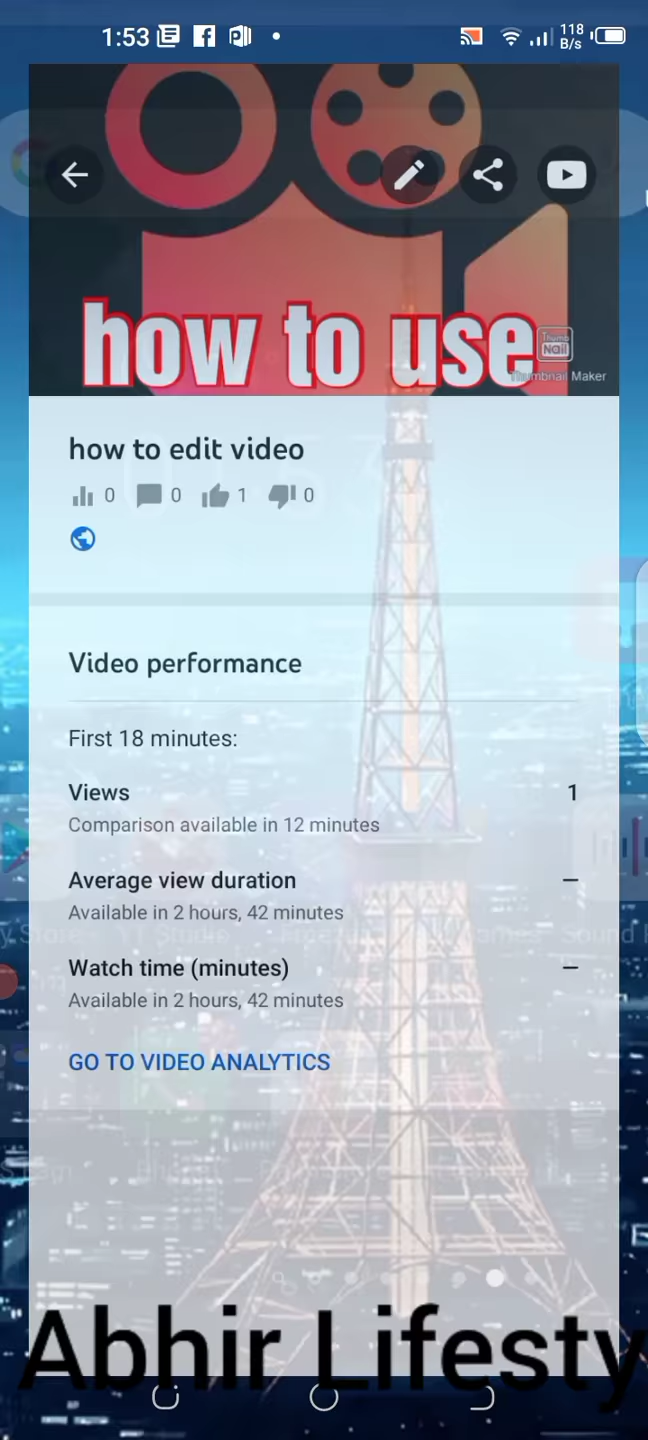 1:53
118
B/s
how to use
Thumb
Nail
Thumbnail Maker
how to edit video
0 0 1 0
Video performance
First 18 minutes:
Views 1
Comparison available in 12 minutes
Average view duration –
Available in 2 hours, 42 minutes
Watch time (minutes) –
Available in 2 hours, 42 minutes
GO TO VIDEO ANALYTICS
Abhir Lifesty